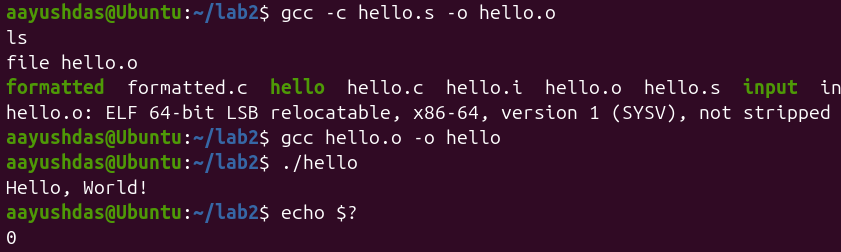 aayushdas@Ubuntu:~/lab2$ gcc -c hello.s -o hello.o
ls
file hello.o
formatted  formatted.c  hello  hello.c  hello.i  hello.o  hello.s  input  in
hello.o: ELF 64-bit LSB relocatable, x86-64, version 1 (SYSV), not stripped
aayushdas@Ubuntu:~/lab2$ gcc hello.o -o hello
aayushdas@Ubuntu:~/lab2$ ./hello
Hello, World!
aayushdas@Ubuntu:~/lab2$ echo $?
0